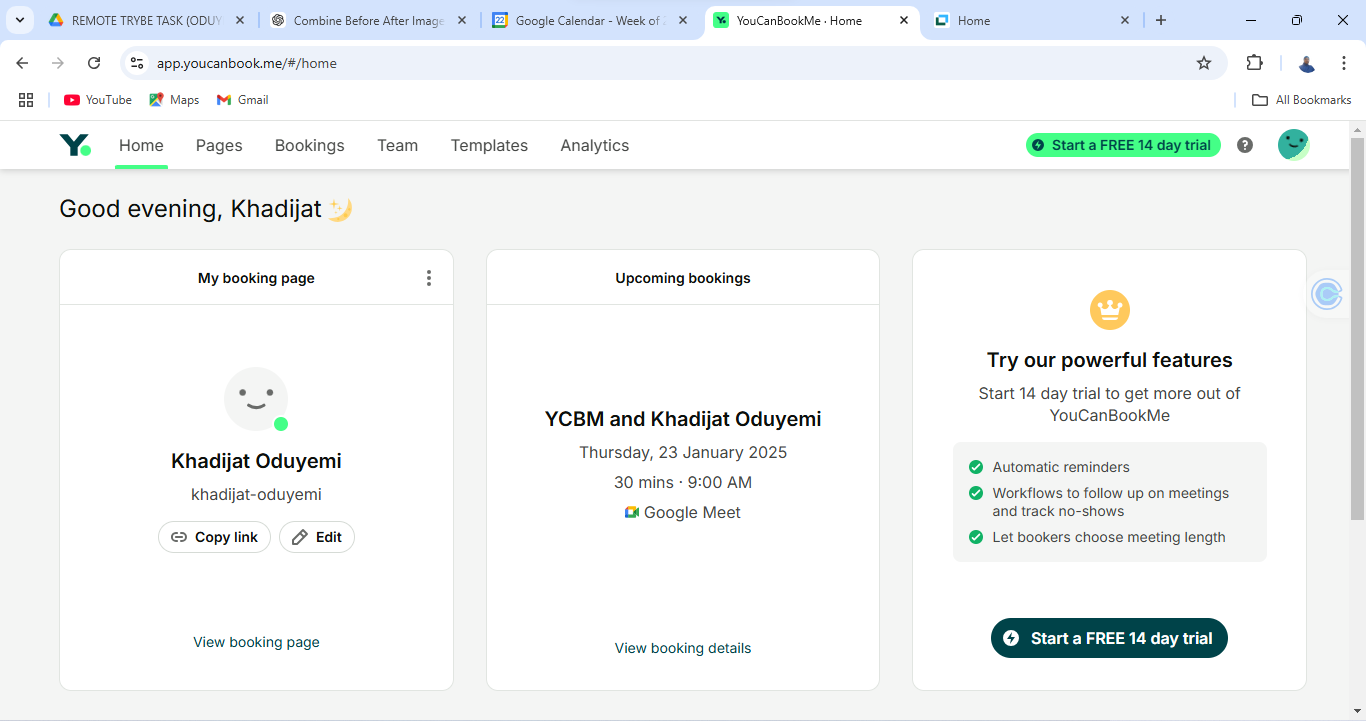 REMOTE TRYBE TASK (ODUY
Combine Before After Image
22
Google Calendar - Week of 2
YouCanBookMe · Home
Home
app.youcanbook.me/#/home
YouTube
Maps
Gmail
All Bookmarks
Y.
Home
Pages
Bookings
Team
Templates
Analytics
Start a FREE 14 day trial
?
Good evening, Khadijat
My booking page
Khadijat Oduyemi
khadijat-oduyemi
Copy link
Edit
View booking page
Upcoming bookings
YCBM and Khadijat Oduyemi
Thursday, 23 January 2025
30 mins · 9:00 AM
Google Meet
View booking details
Try our powerful features
Start 14 day trial to get more out of
YouCanBookMe
Automatic reminders
Workflows to follow up on meetings
and track no-shows
Let bookers choose meeting length
Start a FREE 14 day trial